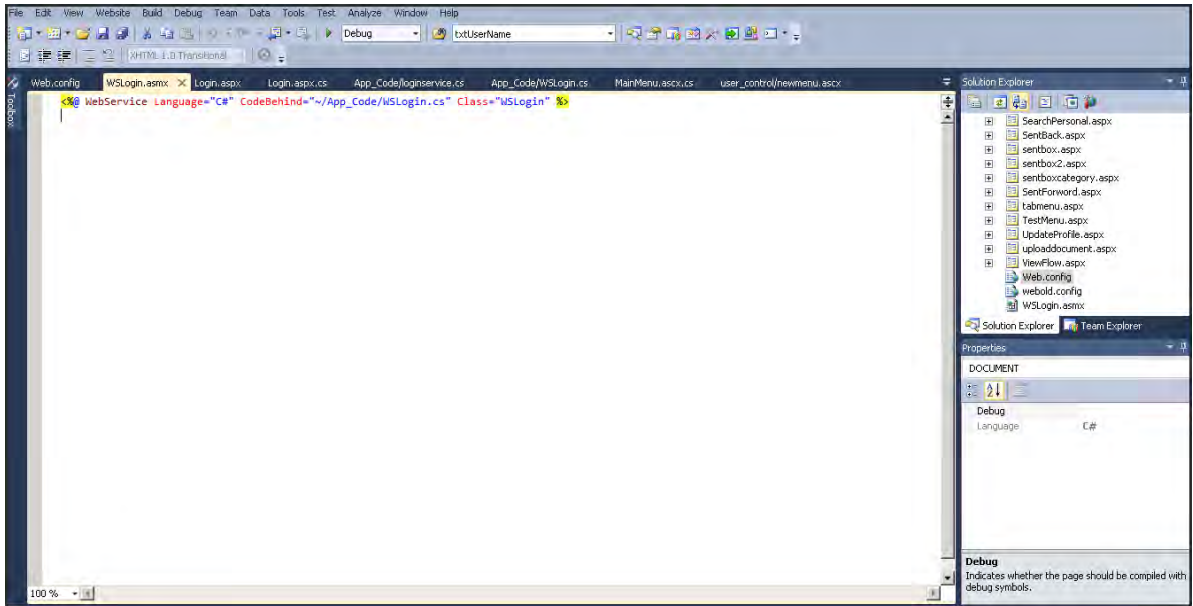 File Edit View Website Build Debug Team Data Tools Test Analyze Window Help
Debug txtUserName
XHTML 1.0 Transitional
Toolbox
Web.config WSLogin.asmx Login.aspx Login.aspx.cs App_Code/loginservice.cs App_Code/WSLogin.cs MainMenu.ascx.cs user_control/newmenu.ascx
<%@ WebService Language="C#" CodeBehind="~/App_Code/WSLogin.cs" Class="WSLogin" %>
100 %
Solution Explorer
SearchPersonal.aspx
SentBack.aspx
sentbox.aspx
sentbox2.aspx
sentboxcategory.aspx
SentForword.aspx
tabmenu.aspx
TestMenu.aspx
UpdateProfile.aspx
uploaddocument.aspx
ViewFlow.aspx
Web.config
webold.config
WSLogin.asmx
Solution Explorer Team Explorer
Properties
DOCUMENT
Debug
Language C#
Debug
Indicates whether the page should be compiled with
debug symbols.